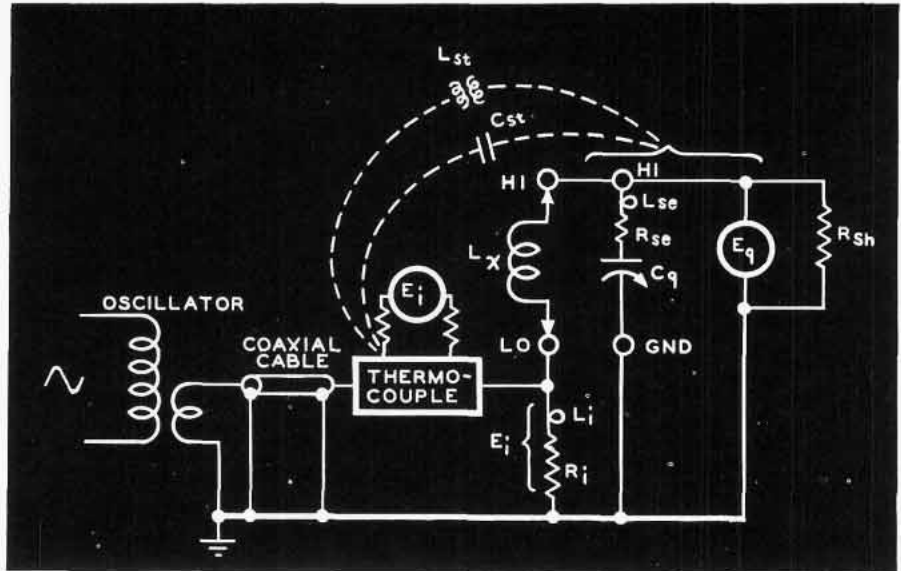 Lst
Cst
HI
HI
Lse
Rse
Lx
Cq
Eq
RSh
Ei
OSCILLATOR
COAXIAL
CABLE
THERMO-
COUPLE
LO
GND
Ei
Li
Ri